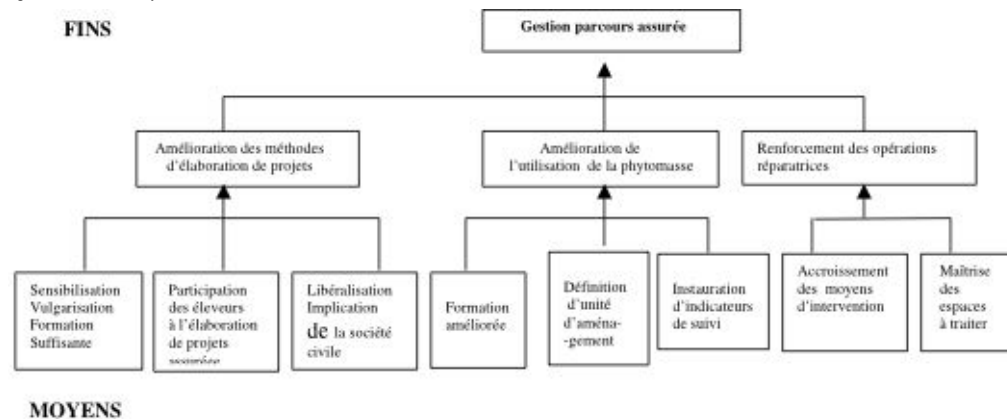 FINS
Gestion parcours assurée
Amélioration des méthodes
d'élaboration de projets
Amélioration de
l'utilisation de la phytomasse
Renforcement des opérations
réparatrices
Sensibilisation
Vulgarisation
Formation
Suffisante
Participation
des éleveurs
à l'élaboration
de projets
assurée
Libéralisation
Implication
de la société
civile
Formation
améliorée
Définition
d'unité
d'aména-
-gement
Instauration
d'indicateurs
de suivi
Accroissement
des moyens
d'intervention
Maîtrise
des
espaces
à traiter
MOYENS